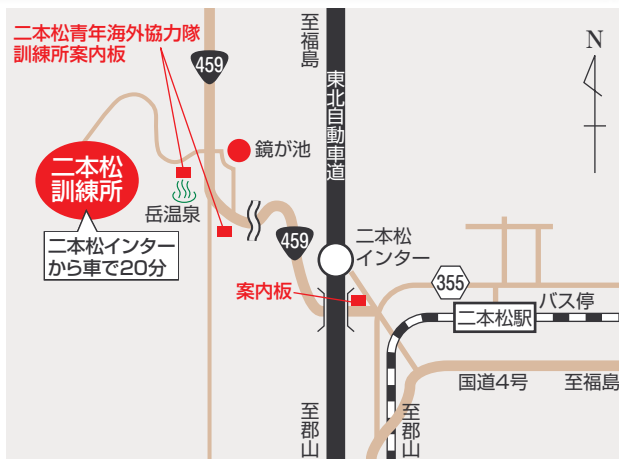 二本松青年海外協力隊
訓練所案内板
459
至福島
東北自動車道
N
鏡が池
二本松
訓練所
岳温泉
二本松インター
から車で20分
459
二本松
インター
案内板
355
バス停
二本松駅
国道4号
至福島
至郡山
至郡山